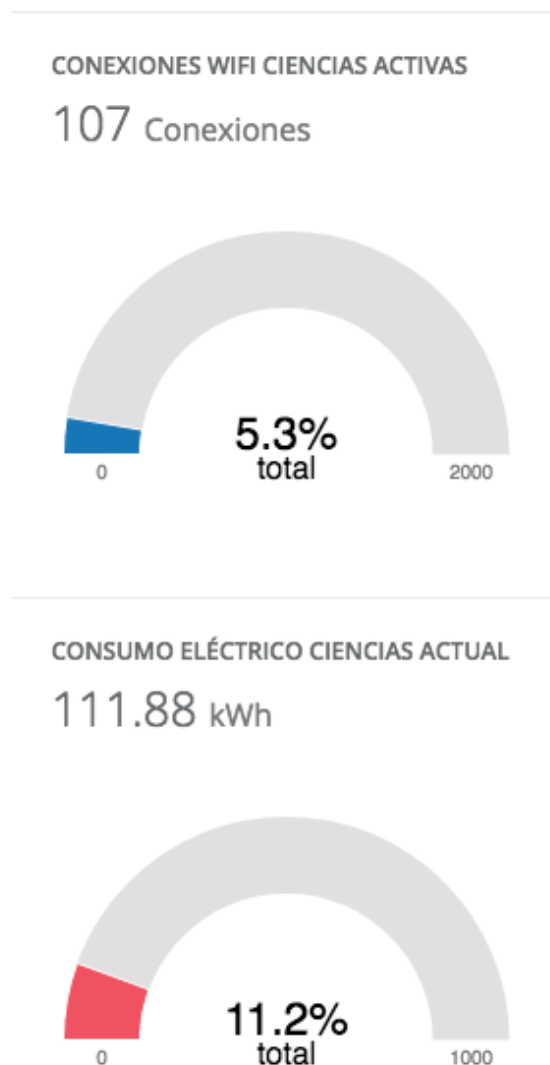 CONEXIONES WIFI CIENCIAS ACTIVAS
107 Conexiones
5.3%
total
0
2000
CONSUMO ELÉCTRICO CIENCIAS ACTUAL
111.88 kWh
11.2%
total
0
1000